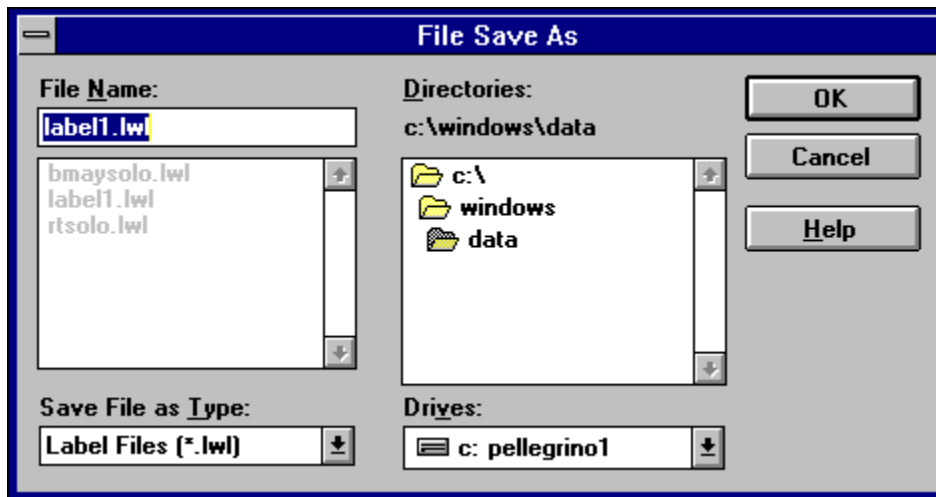 File Save As
File Name:
label1.lwl
bmaysolo.lwl
label1.lwl
rtsolo.lwl
Save File as Type:
Label Files (*.lwl)
Directories:
c:\windows\data
c:\
windows
data
Drives:
c: pellegrino1
OK
Cancel
Help